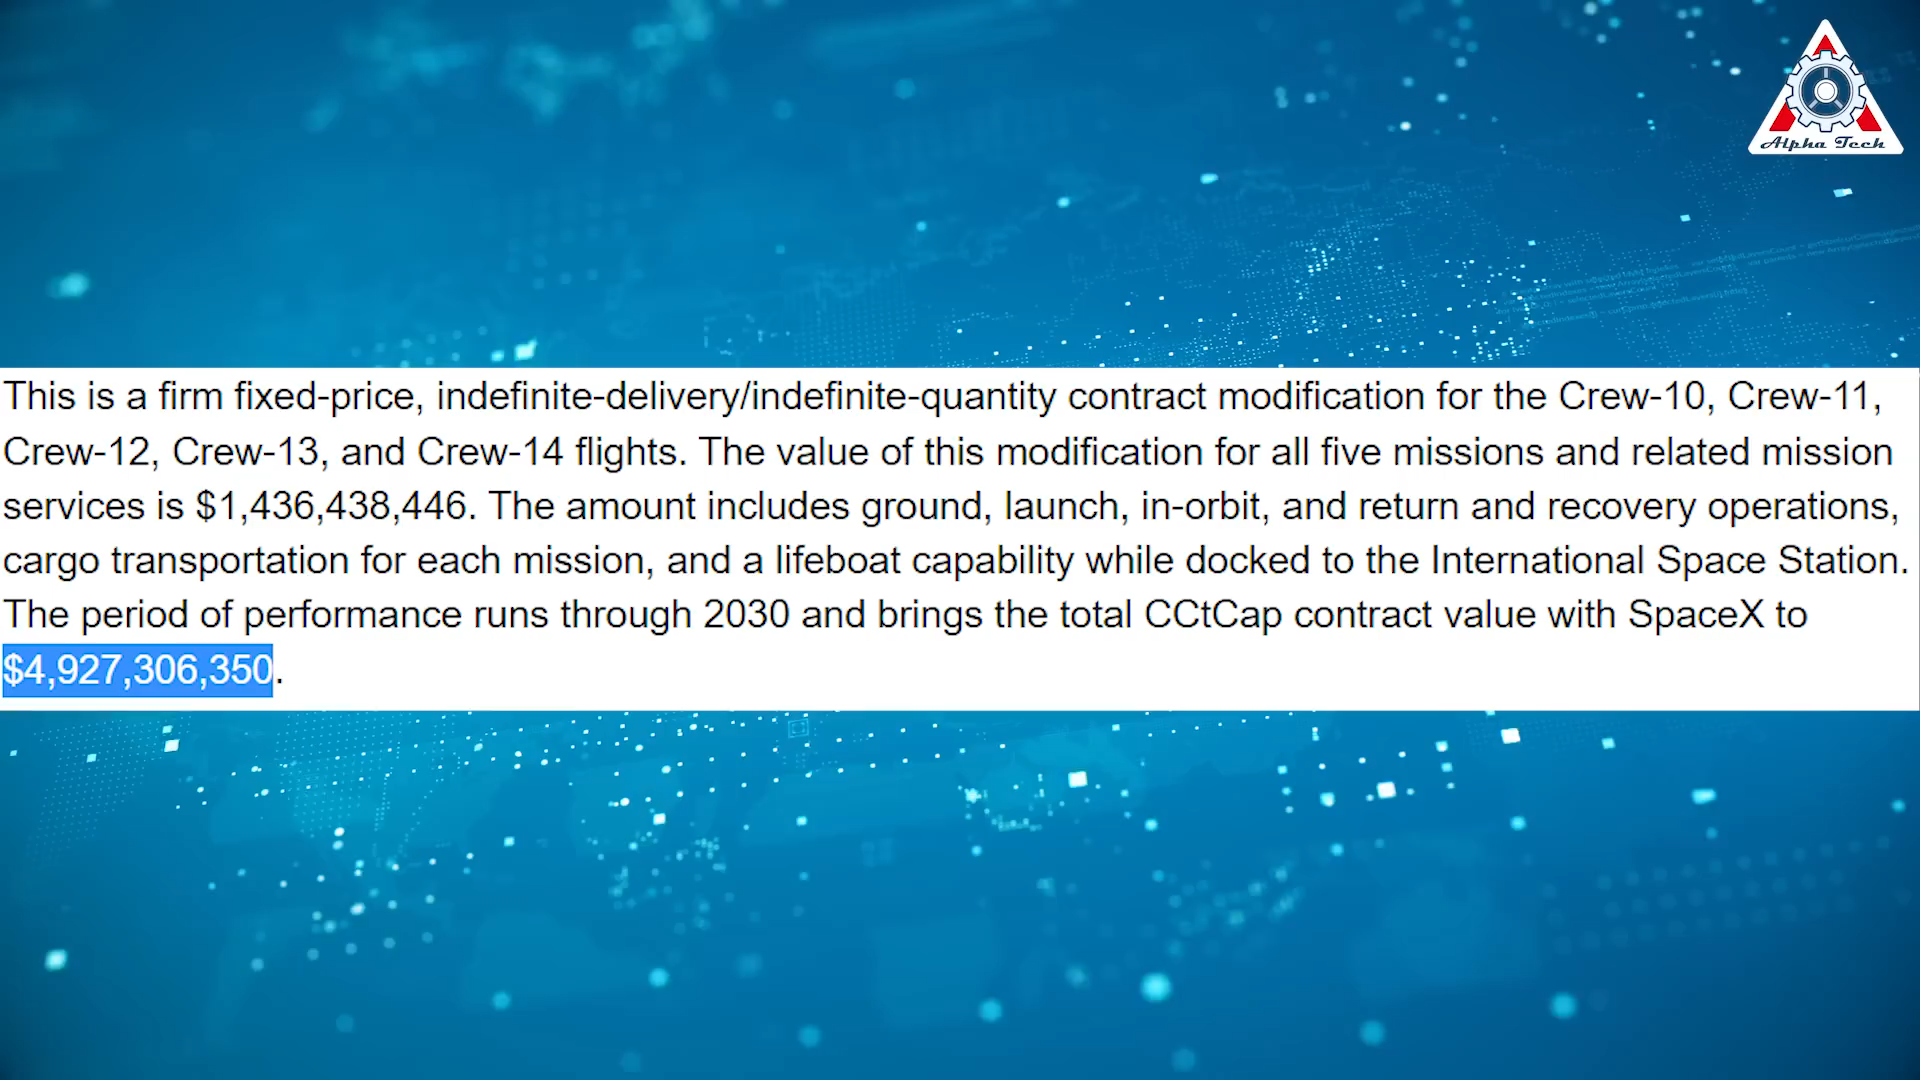 Alpha Tech
This is a firm fixed-price, indefinite-delivery/indefinite-quantity contract modification for the Crew-10, Crew-11,
Crew-12, Crew-13, and Crew-14 flights. The value of this modification for all five missions and related mission
services is $1,436,438,446. The amount includes ground, launch, in-orbit, and return and recovery operations,
cargo transportation for each mission, and a lifeboat capability while docked to the International Space Station.
The period of performance runs through 2030 and brings the total CCtCap contract value with SpaceX to
$4,927,306,350.